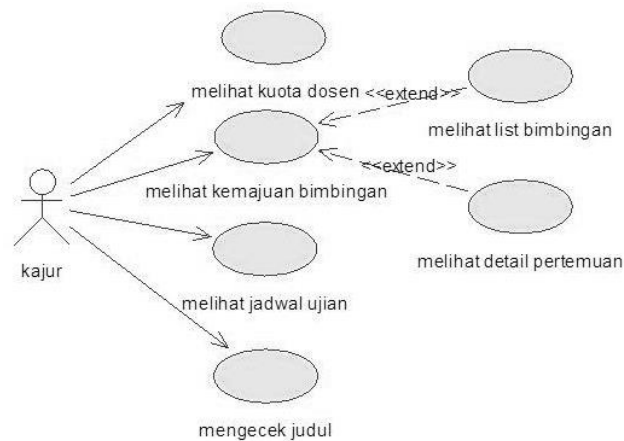 melihat kuota dosen
<<extend>>
melihat list bimbingan
<<extend>>
melihat kemajuan bimbingan
melihat detail pertemuan
kajur
melihat jadwal ujian
mengecek judul